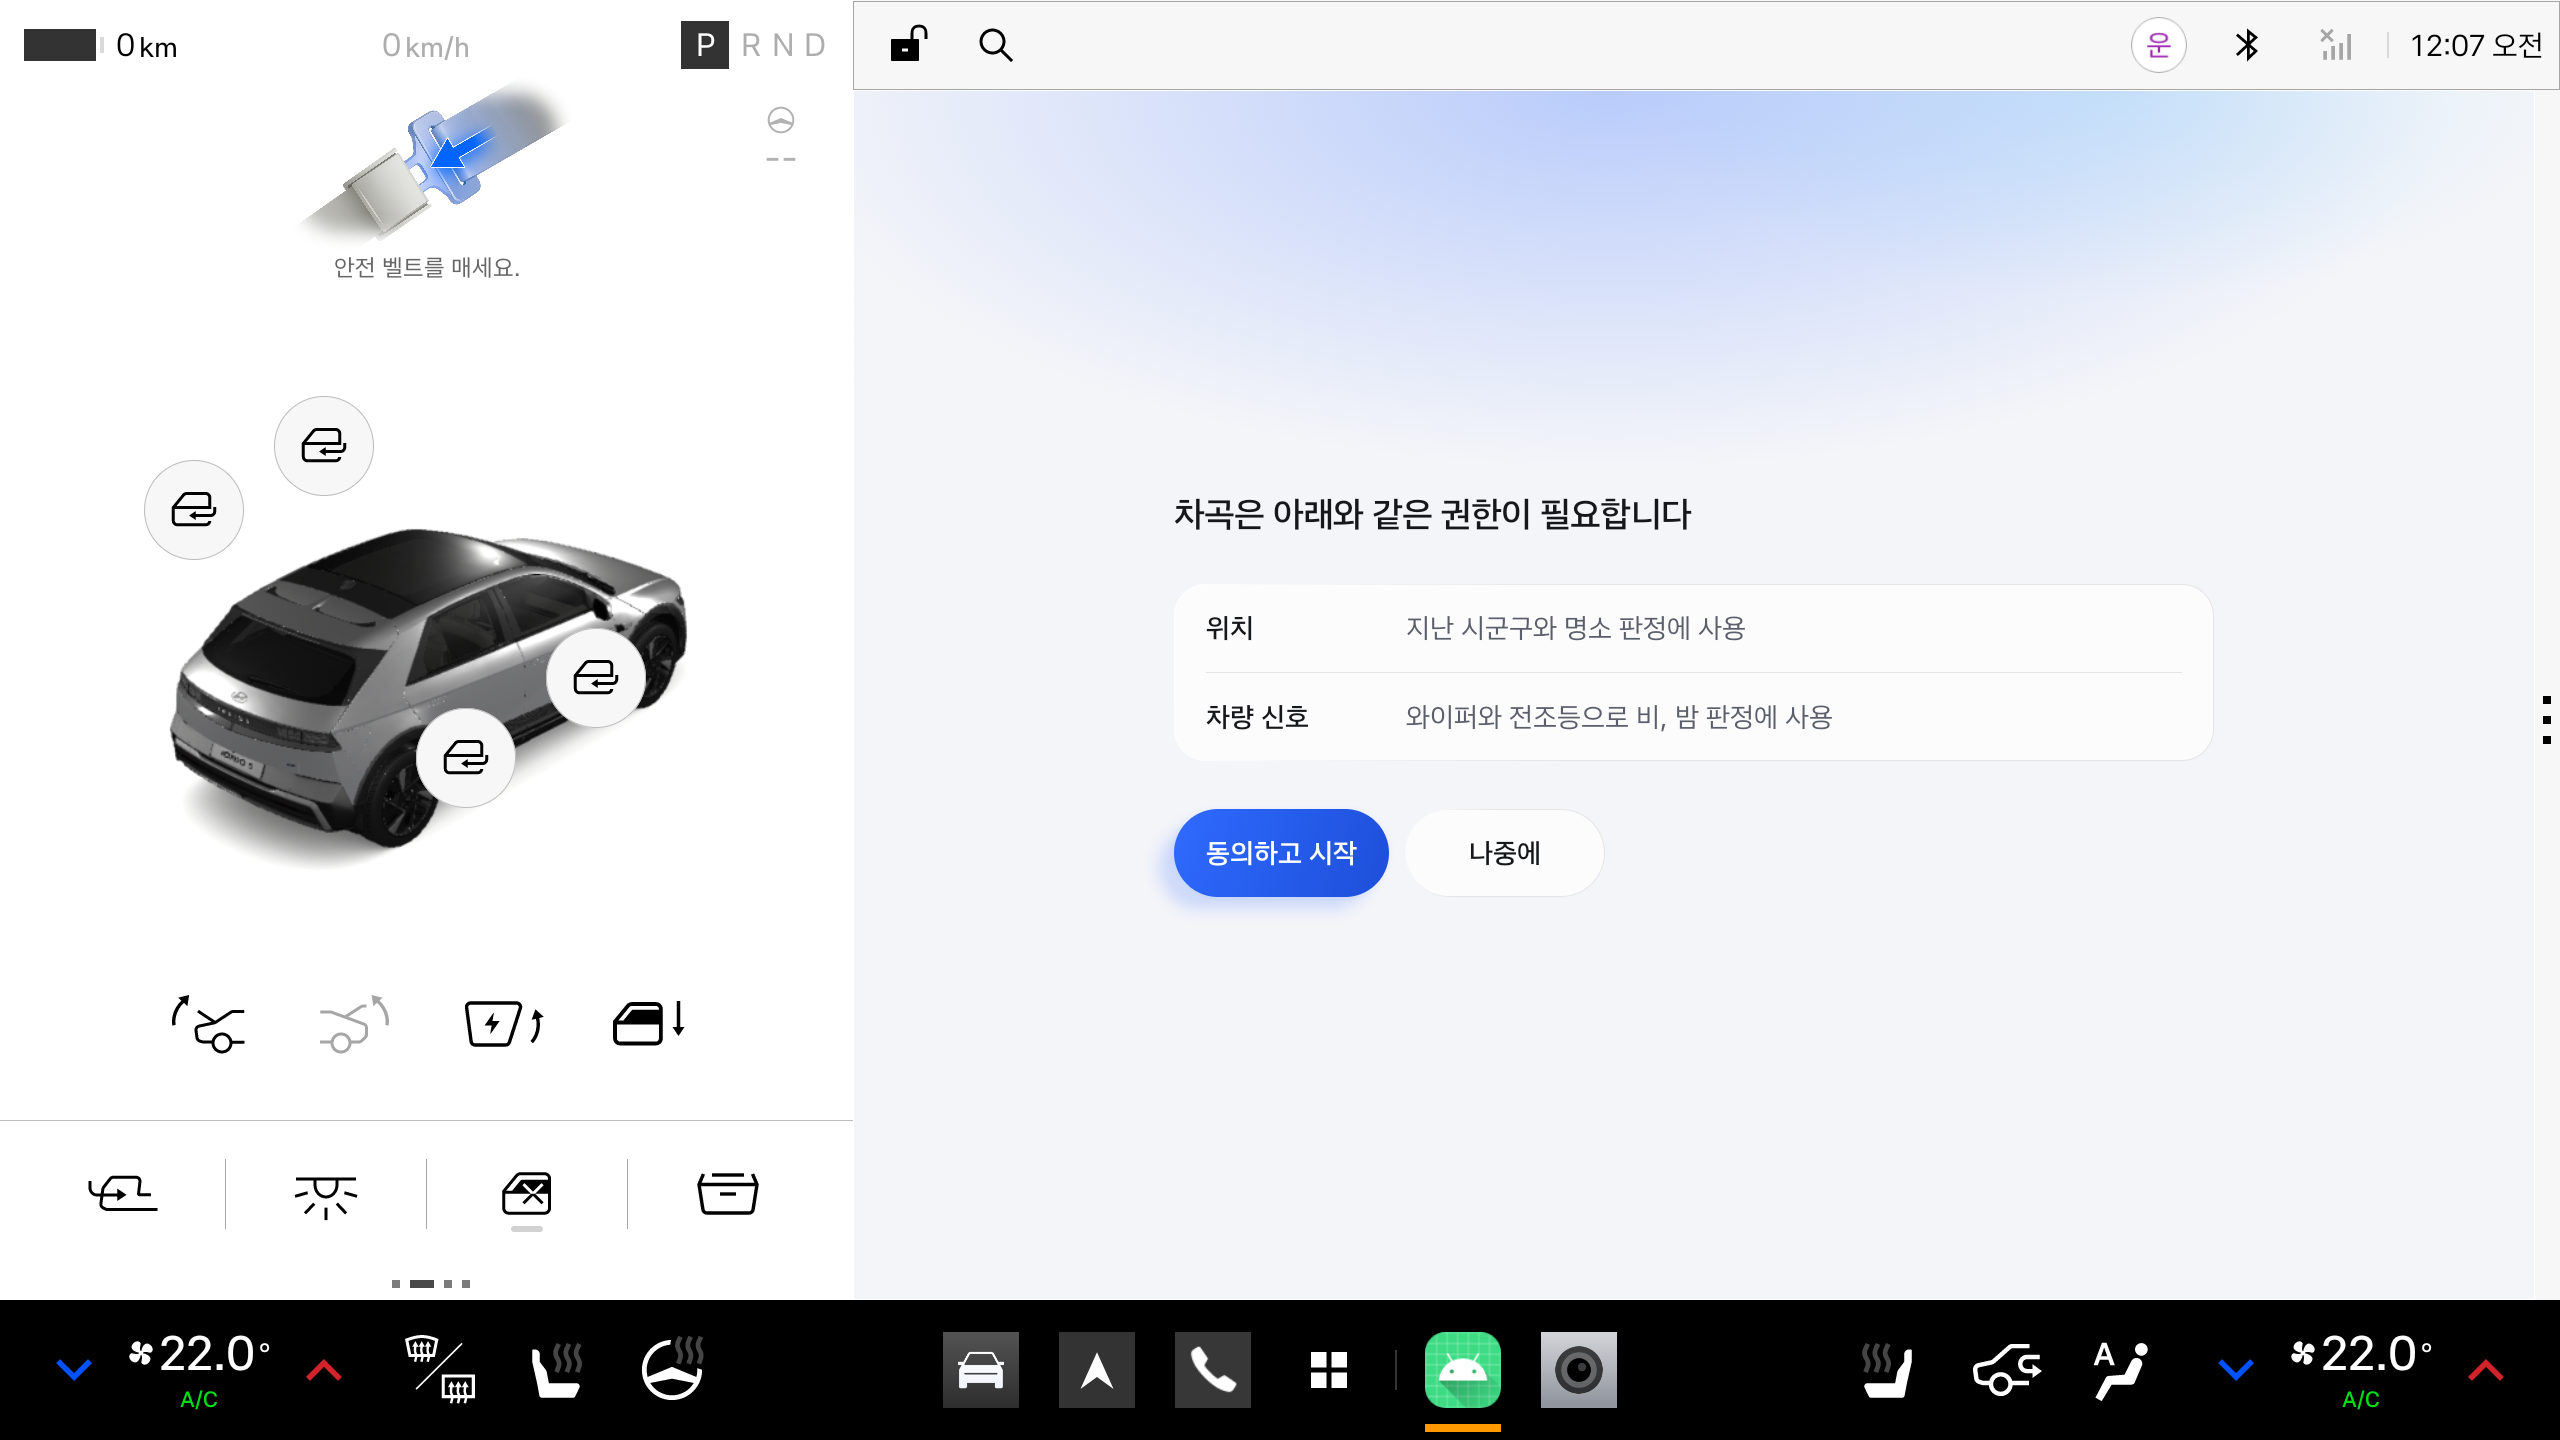 0 km
0 km/h
P R N D
운
12:07 오전
안전 벨트를 매세요.
차곡은 아래와 같은 권한이 필요합니다
위치
지난 시군구와 명소 판정에 사용
차량 신호
와이퍼와 전조등으로 비, 밤 판정에 사용
동의하고 시작
나중에
IONIQ 5
22.0°
A/C
A
22.0°
A/C